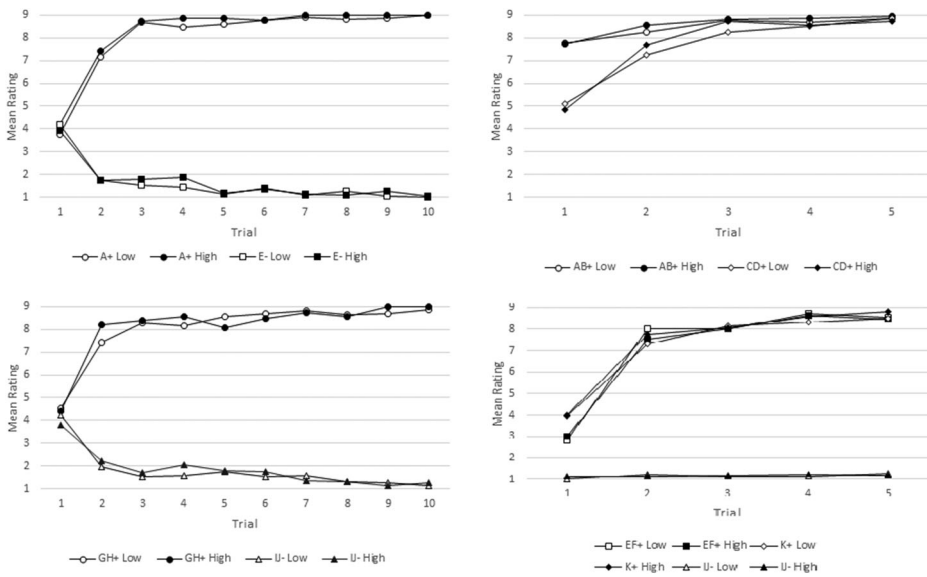 9
8
7
6
5
4
3
2
1
Mean Rating
1 2 3 4 5 6 7 8 9 10
Trial
A+ Low A+ High E- Low E- High
9
8
7
6
5
4
3
2
1
Mean Rating
1 2 3 4 5
Trial
AB+ Low AB+ High CD+ Low CD+ High
9
8
7
6
5
4
3
2
1
Mean Rating
1 2 3 4 5 6 7 8 9 10
Trial
GH+ Low GH+ High IJ- Low IJ- High
9
8
7
6
5
4
3
2
1
Mean Rating
1 2 3 4 5
Trial
EF+ Low EF+ High K+ Low
K+ High IJ- Low IJ- High